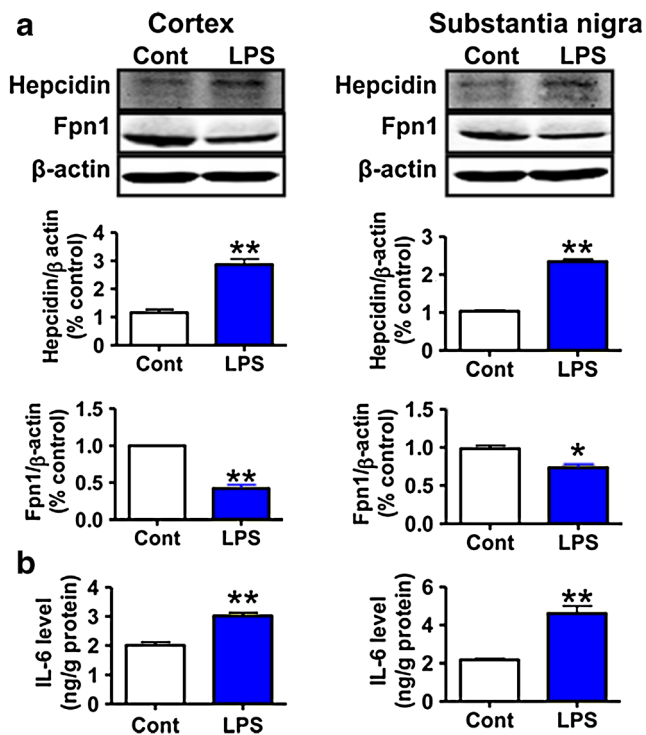 a
Cortex
Substantia nigra
Cont LPS
Cont LPS
Hepcidin
Fpn1
β-actin
Hepcidin
Fpn1
β-actin
Hepcidin/β actin
(% control)
4
3
2
1
0
**
Cont LPS
Hepcidin/β-actin
(% control)
3
2
1
0
**
Cont LPS
Fpn1/β-actin
(% control)
1.5
1.0
0.5
0.0
**
Cont LPS
Fpn1/β-actin
(% control)
1.5
1.0
0.5
0.0
*
Cont LPS
b
IL-6 level
(ng/g protein)
4
3
2
1
0
**
Cont LPS
IL-6 level
(ng/g protein)
6
4
2
0
**
Cont LPS